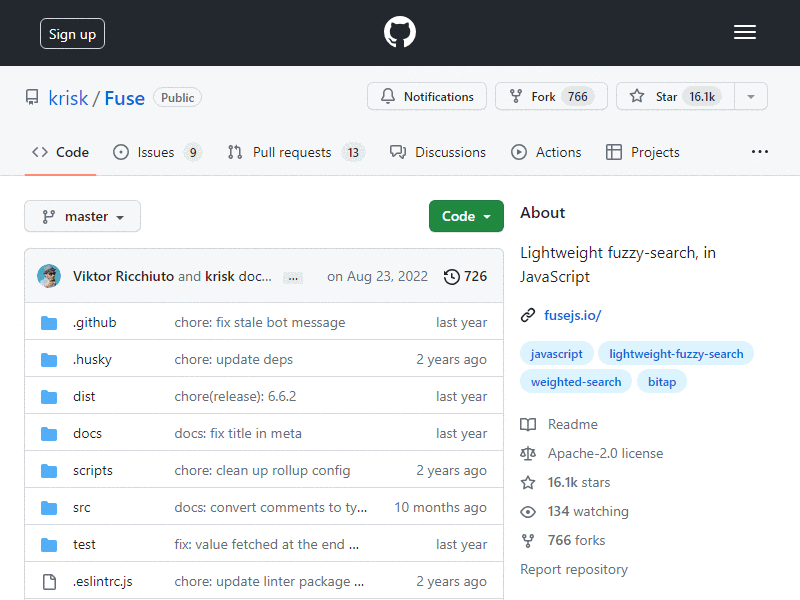 Sign up
krisk / Fuse Public
Notifications Fork 766 Star 16.1k
Code Issues 9 Pull requests 13 Discussions Actions Projects ...
master Code
Viktor Ricchiuto and krisk doc... ... on Aug 23, 2022 726
.github chore: fix stale bot message last year
.husky chore: update deps 2 years ago
dist chore(release): 6.6.2 last year
docs docs: fix title in meta last year
scripts chore: clean up rollup config 2 years ago
src docs: convert comments to ty... 10 months ago
test fix: value fetched at the end ... last year
.eslintrc.js chore: update linter package ... 2 years ago
About
Lightweight fuzzy-search, in
JavaScript
fusejs.io/
javascript lightweight-fuzzy-search
weighted-search bitap
Readme
Apache-2.0 license
16.1k stars
134 watching
766 forks
Report repository